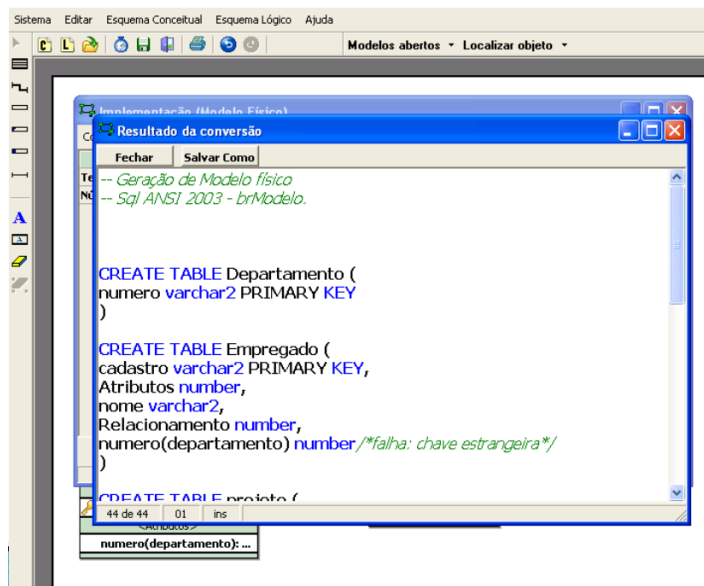 Sistema Editar Esquema Conceitual Esquema Lógico Ajuda
Modelos abertos Localizar objeto
Implementação (Modelo Físico)
Resultado da conversão
Fechar Salvar Como
-- Geração de Modelo físico
-- Sql ANSI 2003 - brModelo.
CREATE TABLE Departamento (
numero varchar2 PRIMARY KEY
)
CREATE TABLE Empregado (
cadastro varchar2 PRIMARY KEY,
Atributos number,
nome varchar2,
Relacionamento number,
numero(departamento) number/*falha: chave estrangeira*/
)
CREATE TABLE projeto (
44 de 44 01 ins
<Atributos>
numero(departamento): ...